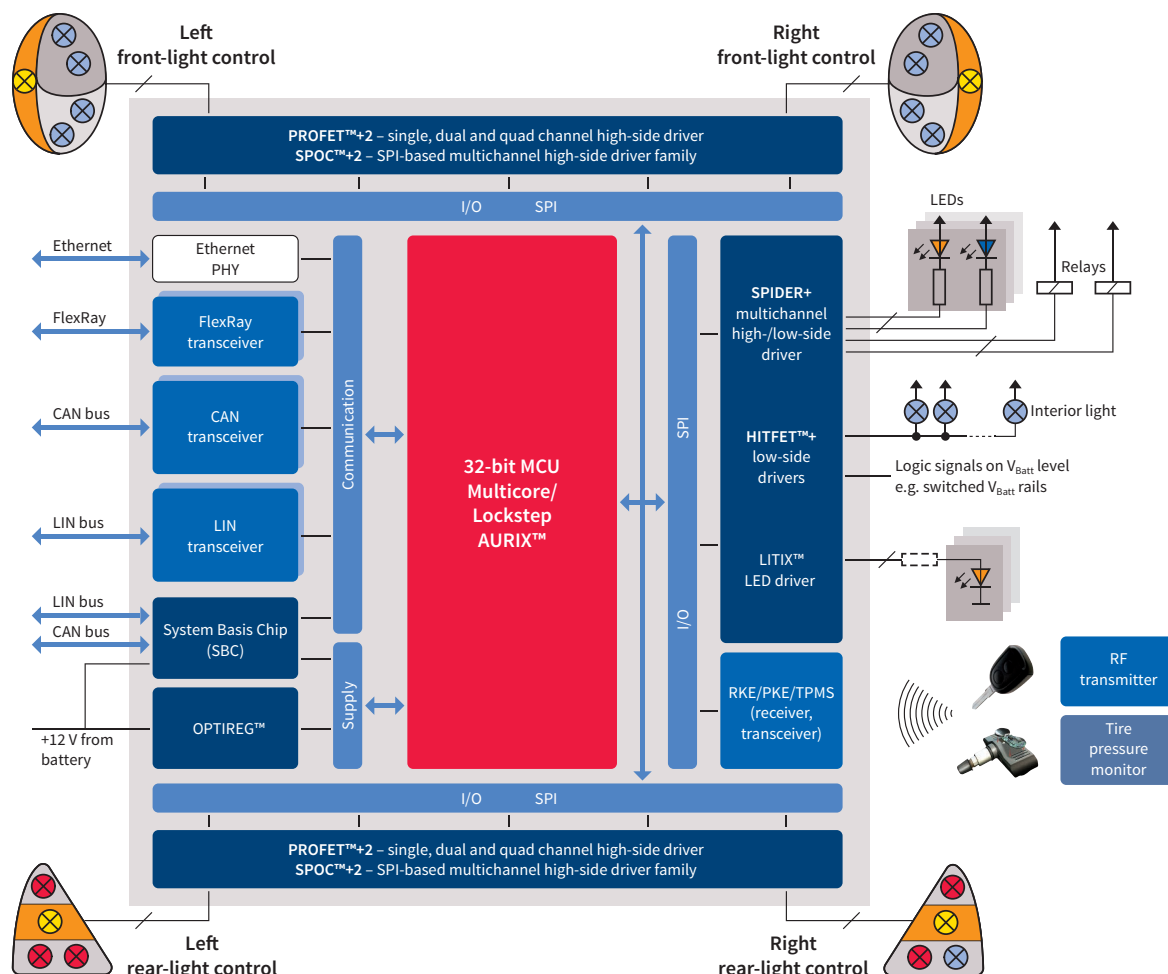 Left
front-light control
Right
front-light control
PROFET™+2 – single, dual and quad channel high-side driver
SPOC™+2 – SPI-based multichannel high-side driver family
I/O SPI
LEDs
Relays
Ethernet
Ethernet
PHY
FlexRay
FlexRay
transceiver
CAN bus
CAN
transceiver
LIN bus
LIN
transceiver
LIN bus
CAN bus
System Basis Chip
(SBC)
OPTIREG™
+12 V from
battery
Communication
Supply
32-bit MCU
Multicore/
Lockstep
AURIX™
SPI
I/O
SPIDER+
multichannel
high-/low-side
driver
HITFET™+
low-side
drivers
LITIX™
LED driver
Interior light
Logic signals on VBatt level
e.g. switched VBatt rails
RKE/PKE/TPMS
(receiver,
transceiver)
RF
transmitter
Tire
pressure
monitor
I/O SPI
PROFET™+2 – single, dual and quad channel high-side driver
SPOC™+2 – SPI-based multichannel high-side driver family
Left
rear-light control
Right
rear-light control